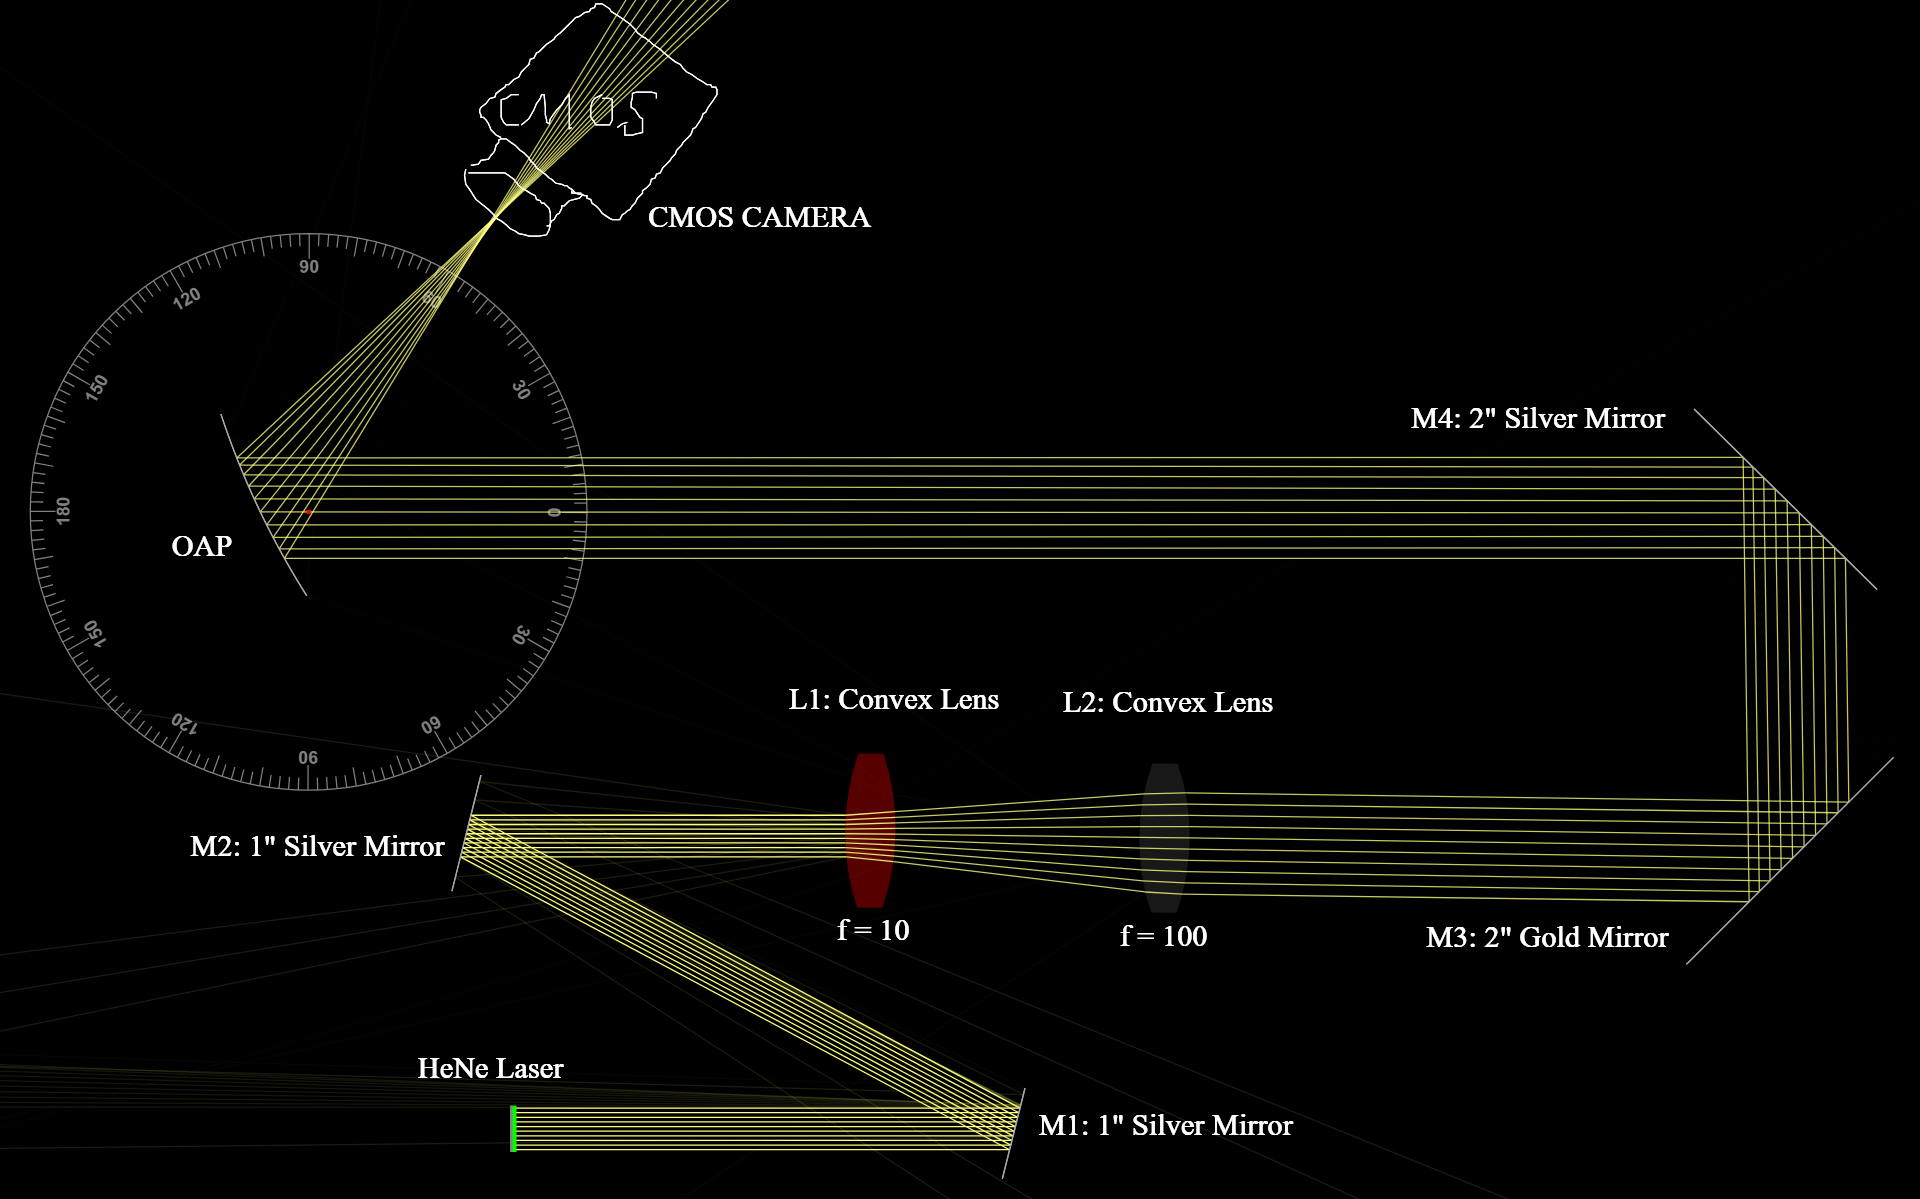 CMOS
CMOS CAMERA
90
120
60
150
30
180
0
OAP
150
30
120
60
90
M4: 2" Silver Mirror
L1: Convex Lens
L2: Convex Lens
M2: 1" Silver Mirror
f = 10
f = 100
M3: 2" Gold Mirror
HeNe Laser
M1: 1" Silver Mirror